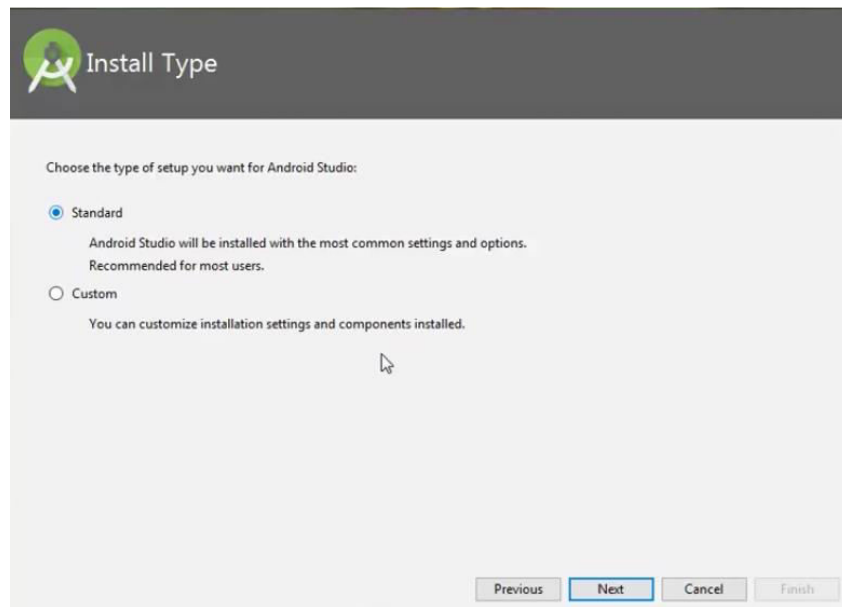 Install Type
Choose the type of setup you want for Android Studio:
Standard
Android Studio will be installed with the most common settings and options.
Recommended for most users.
Custom
You can customize installation settings and components installed.
Previous
Next
Cancel
Finish